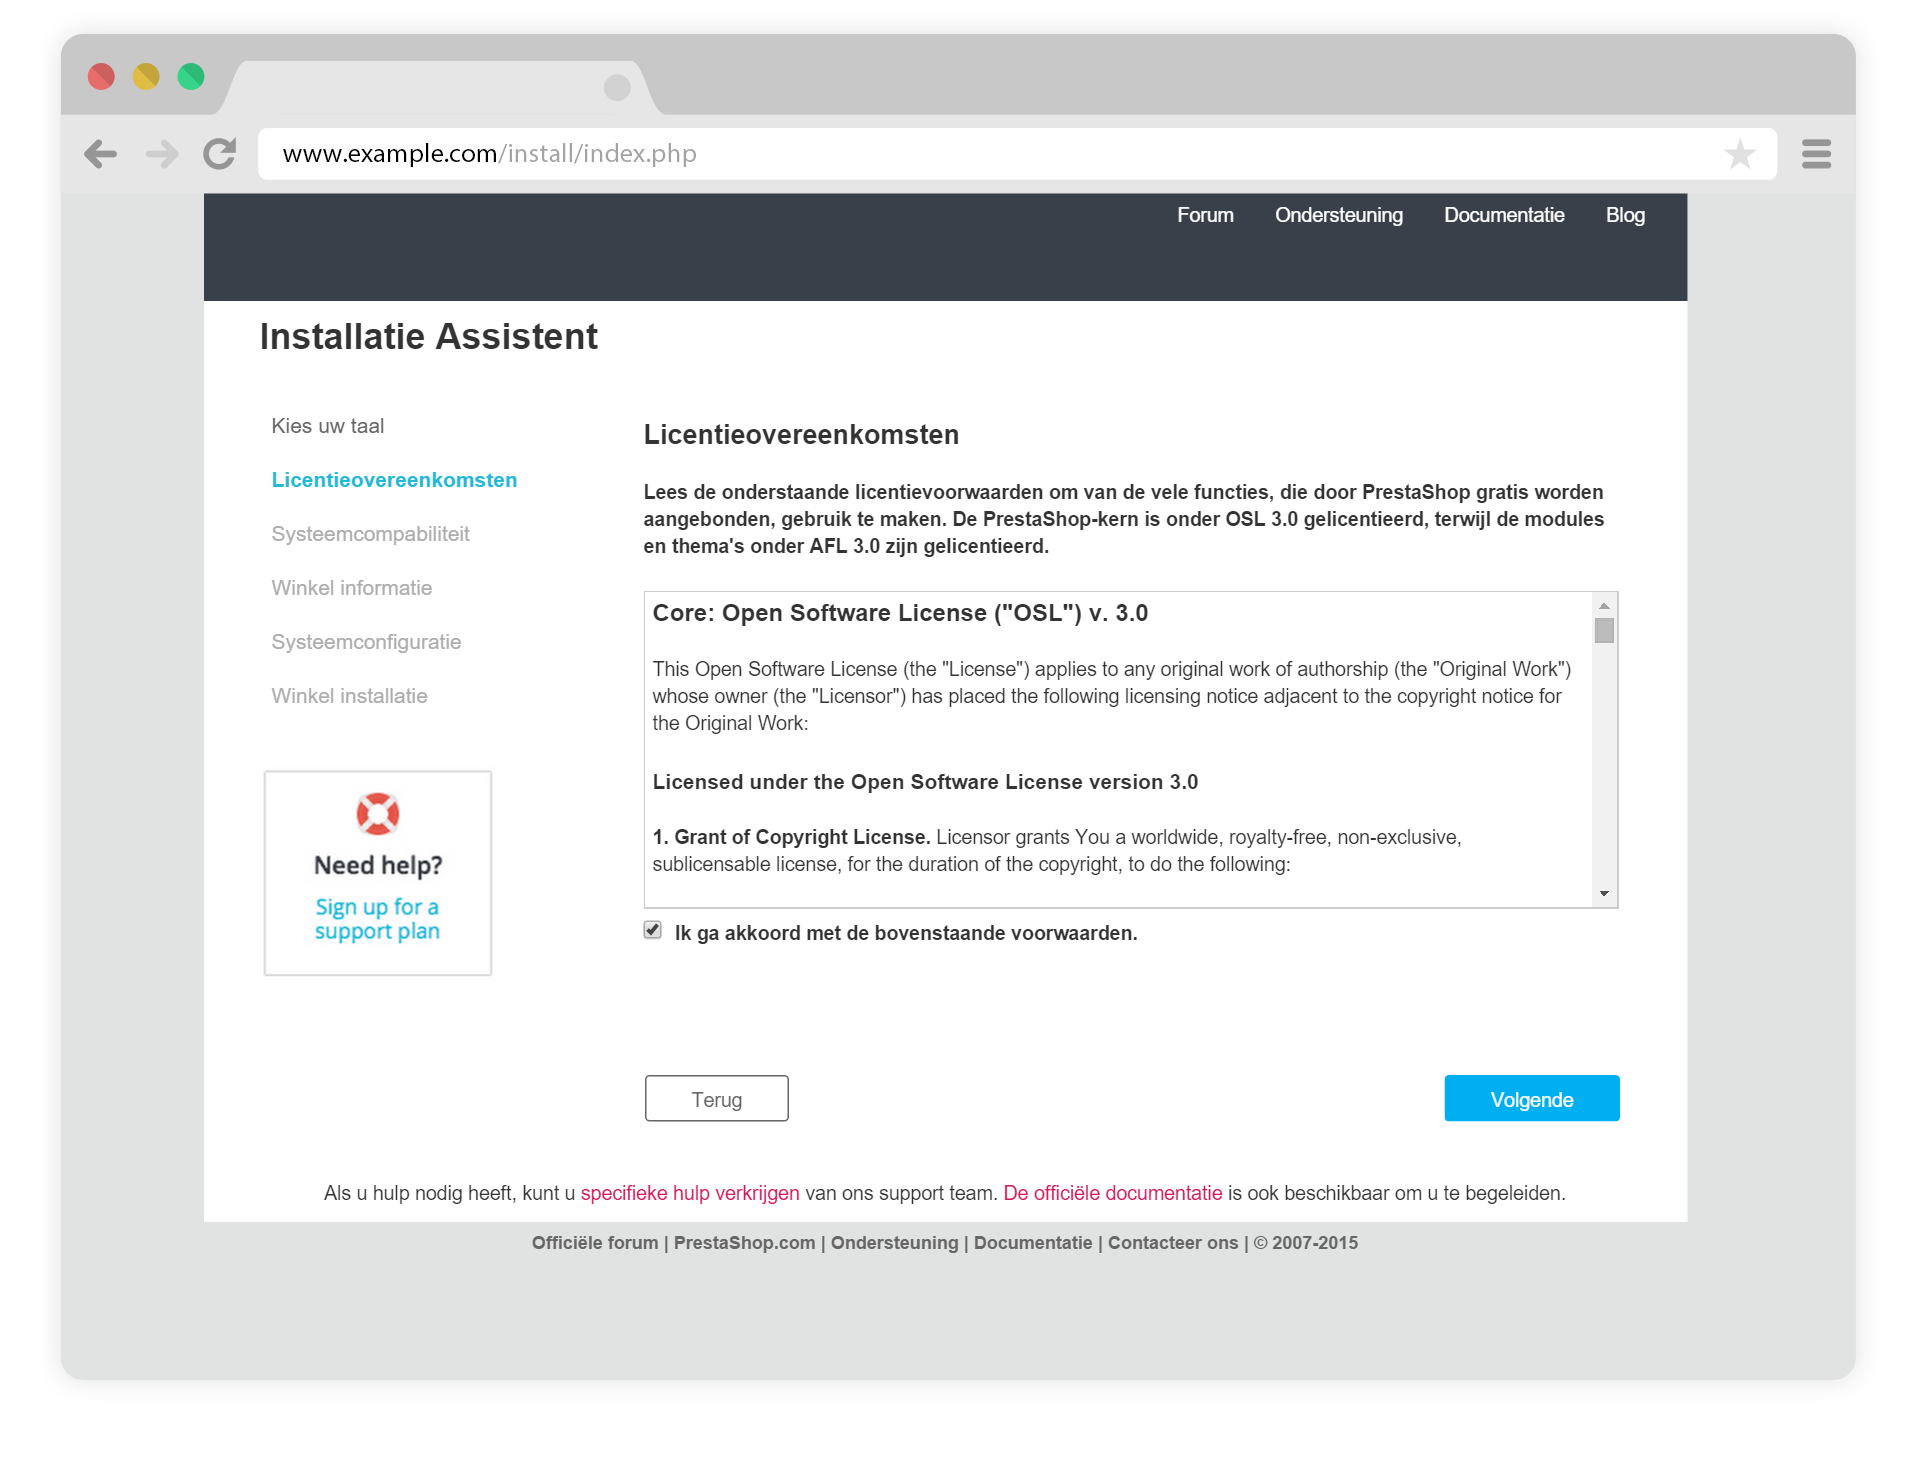 www.example.com/install/index.php
Forum Ondersteuning Documentatie Blog
Installatie Assistent
Kies uw taal
Licentieovereenkomsten
Systeemcompabiliteit
Winkel informatie
Systeemconfiguratie
Winkel installatie
Need help?
Sign up for a
support plan
Licentieovereenkomsten
Lees de onderstaande licentievoorwaarden om van de vele functies, die door PrestaShop gratis worden
aangebonden, gebruik te maken. De PrestaShop-kern is onder OSL 3.0 gelicentieerd, terwijl de modules
en thema's onder AFL 3.0 zijn gelicentieerd.
Core: Open Software License ("OSL") v. 3.0
This Open Software License (the "License") applies to any original work of authorship (the "Original Work")
whose owner (the "Licensor") has placed the following licensing notice adjacent to the copyright notice for
the Original Work:
Licensed under the Open Software License version 3.0
1. Grant of Copyright License. Licensor grants You a worldwide, royalty-free, non-exclusive,
sublicensable license, for the duration of the copyright, to do the following:
Ik ga akkoord met de bovenstaande voorwaarden.
Terug
Volgende
Als u hulp nodig heeft, kunt u specifieke hulp verkrijgen van ons support team. De officiële documentatie is ook beschikbaar om u te begeleiden.
Officiële forum | PrestaShop.com | Ondersteuning | Documentatie | Contacteer ons | © 2007-2015